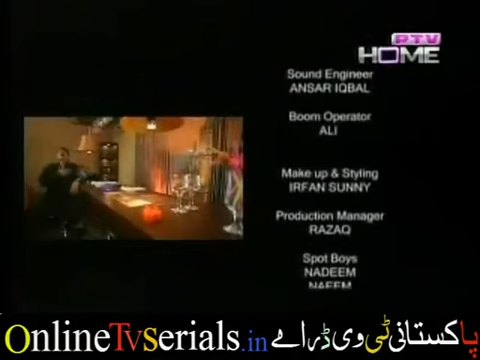 PTV
HOME
Sound Engineer
ANSAR IQBAL
Boom Operator
ALI
Make up & Styling
IRFAN SUNNY
Production Manager
RAZAQ
Spot Boys
NADEEM
NAEEM
OnlineTvSerials.in
پاکستانی ٹی وی ڈرامے